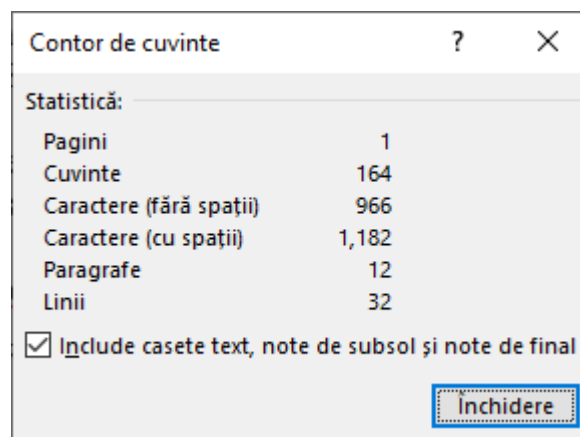 Contor de cuvinte ?
Statistică:
Pagini 1
Cuvinte 164
Caractere (fără spații) 966
Caractere (cu spații) 1,182
Paragrafe 12
Linii 32
Include casete text, note de subsol și note de final
Închidere